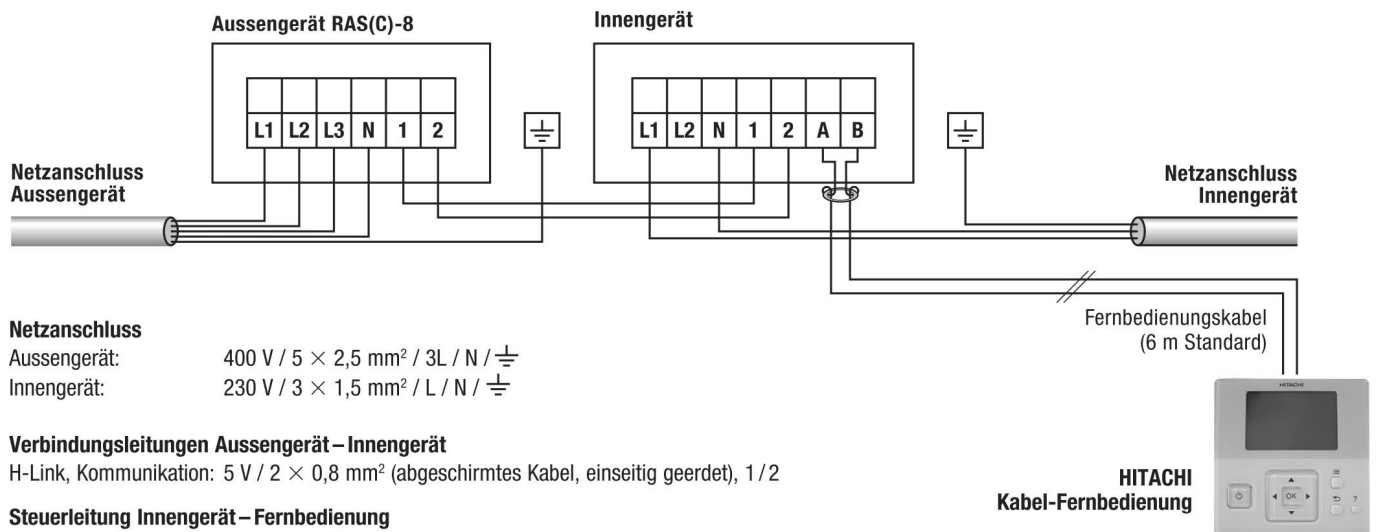 Aussengerät RAS(C)-8
Innengerät
L1 L2 L3 N 1 2
L1 L2 N 1 2 A B
Netzanschluss
Aussengerät
Netzanschluss
Innengerät
Fernbedienungskabel
(6 m Standard)
Netzanschluss
Aussengerät: 400 V / 5 × 2,5 mm² / 3L / N / ⏚
Innengerät: 230 V / 3 × 1,5 mm² / L / N / ⏚
Verbindungsleitungen Aussengerät – Innengerät
H-Link, Kommunikation: 5 V / 2 × 0,8 mm² (abgeschirmtes Kabel, einseitig geerdet), 1 / 2
HITACHI
Kabel-Fernbedienung
HITACHI
OK
?
Steuerleitung Innengerät – Fernbedienung